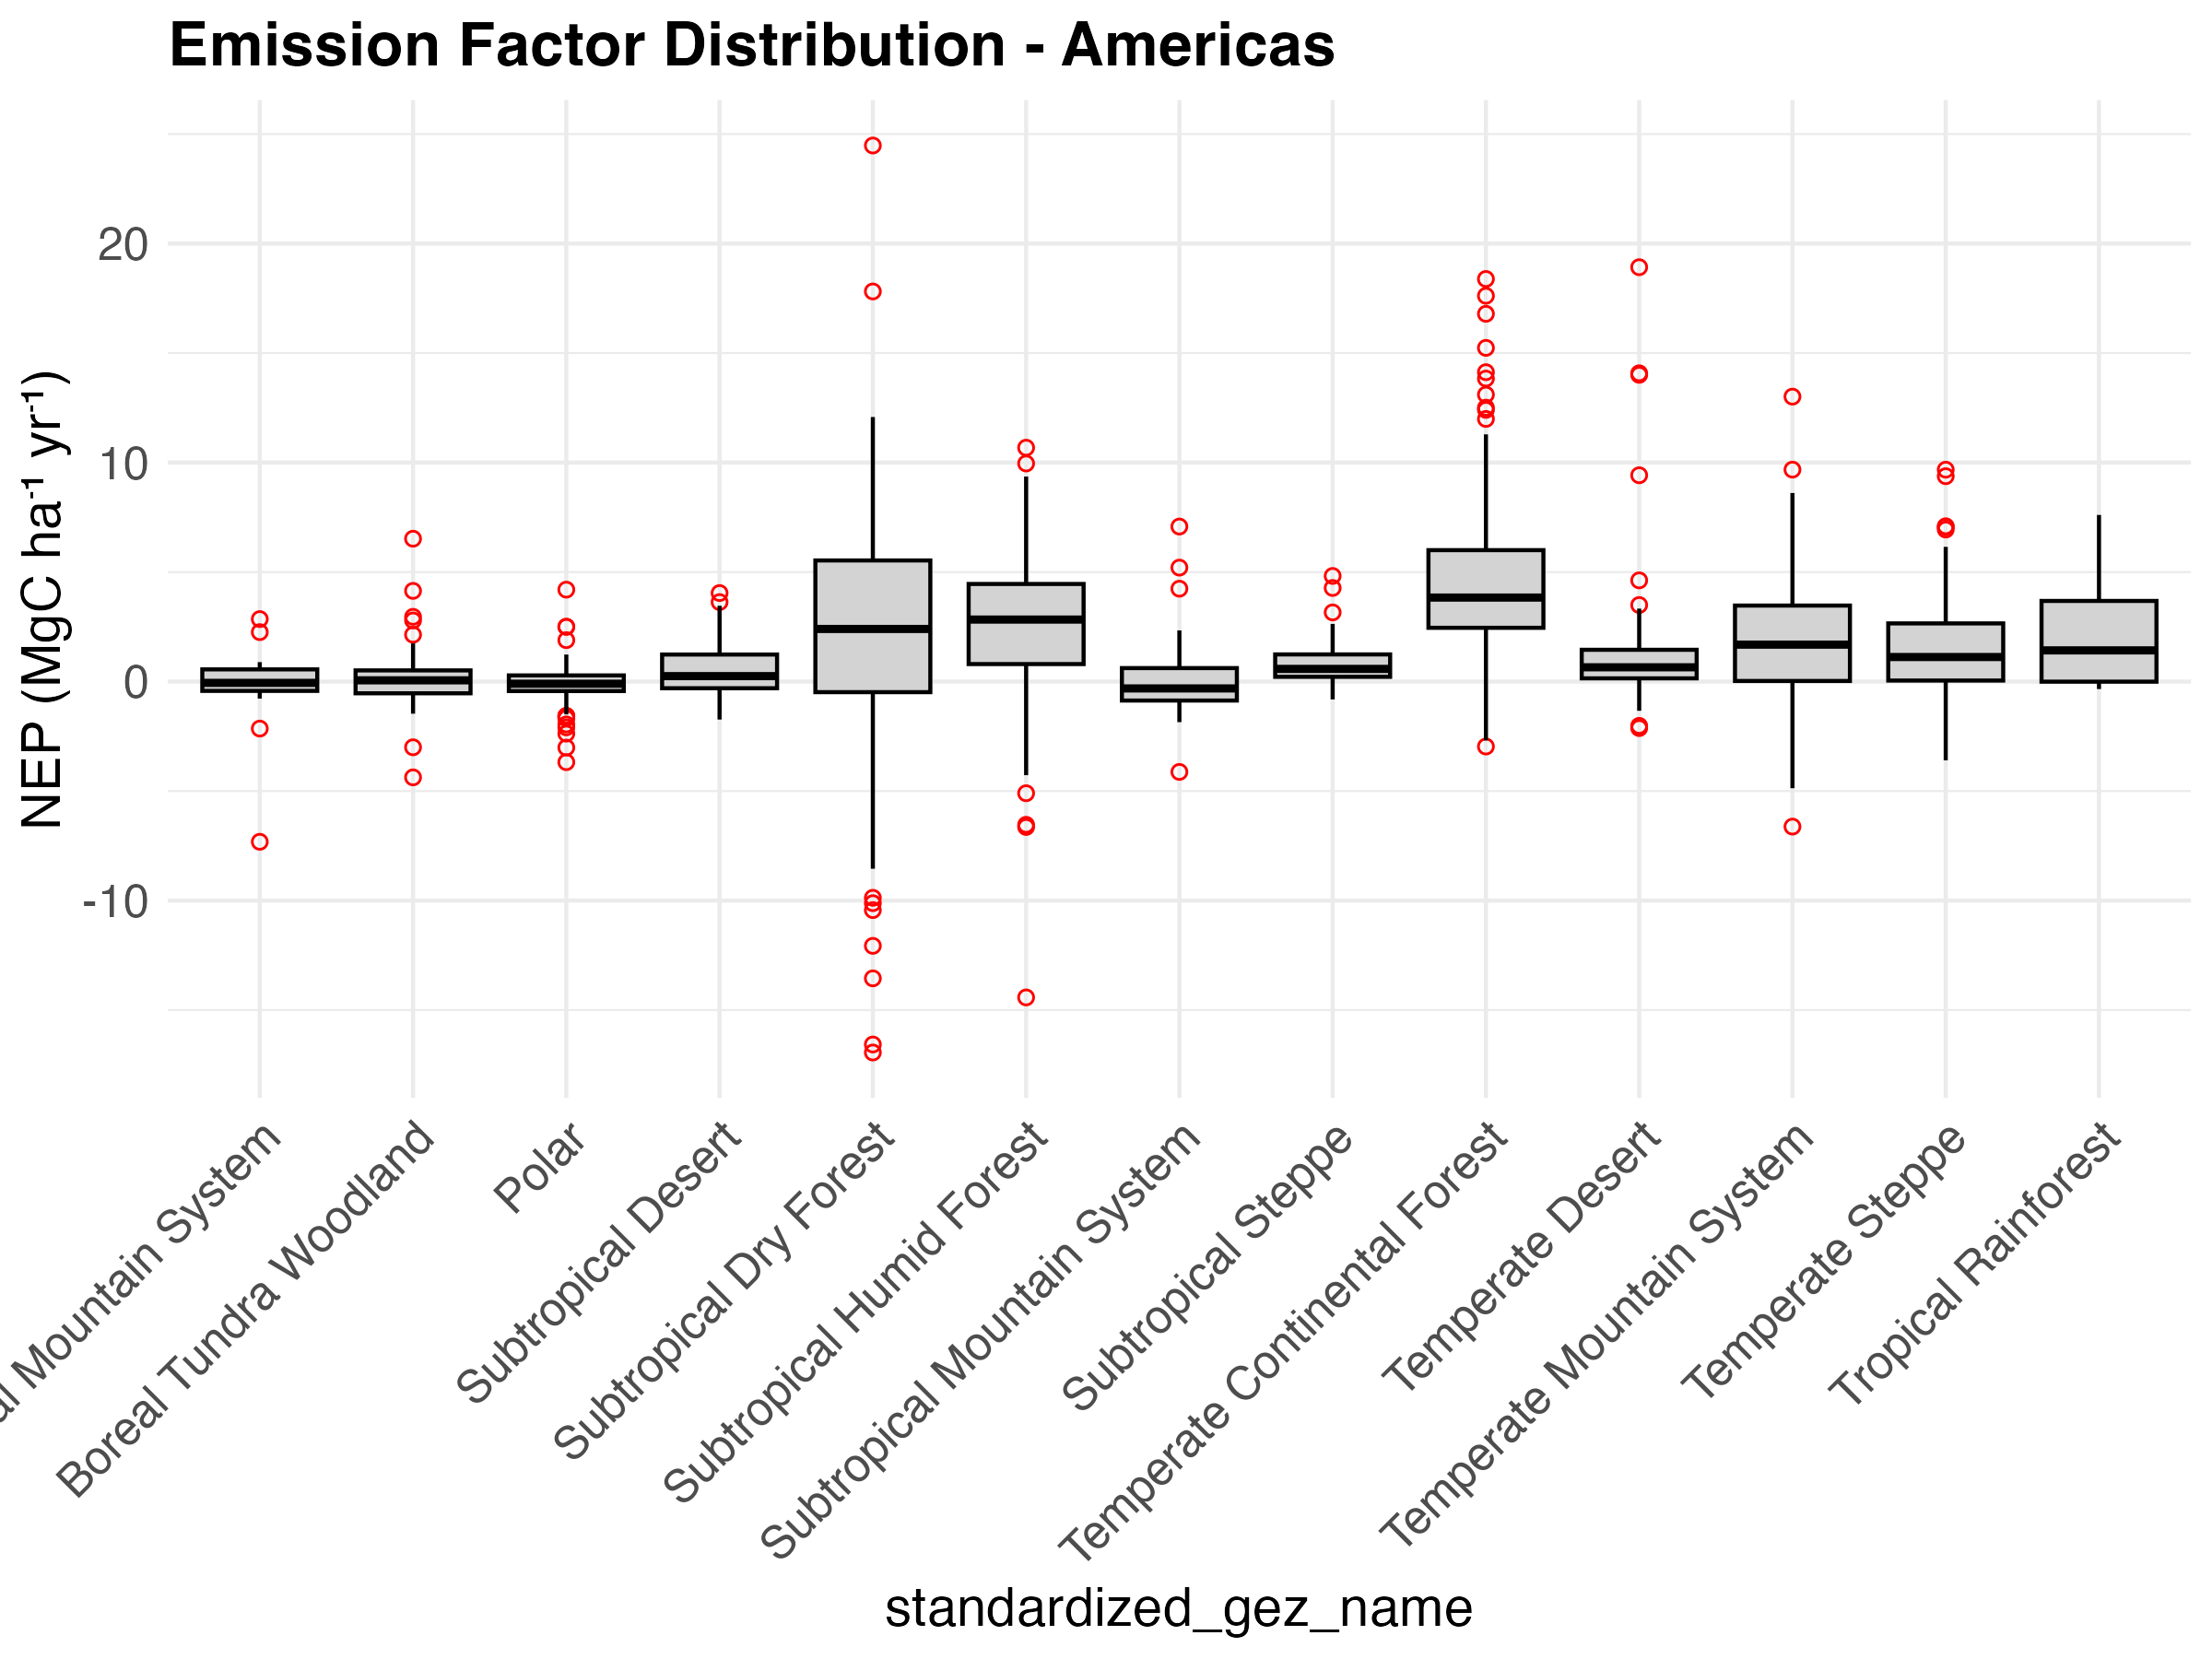 Emission Factor Distribution - Americas
NEP (MgC ha⁻¹ yr⁻¹)
20
10
0
-10
al Mountain System
Boreal Tundra Woodland
Polar
Subtropical Desert
Subtropical Dry Forest
Subtropical Humid Forest
Subtropical Mountain System
Subtropical Steppe
Temperate Continental Forest
Temperate Desert
Temperate Mountain System
Temperate Steppe
Tropical Rainforest
standardized_gez_name